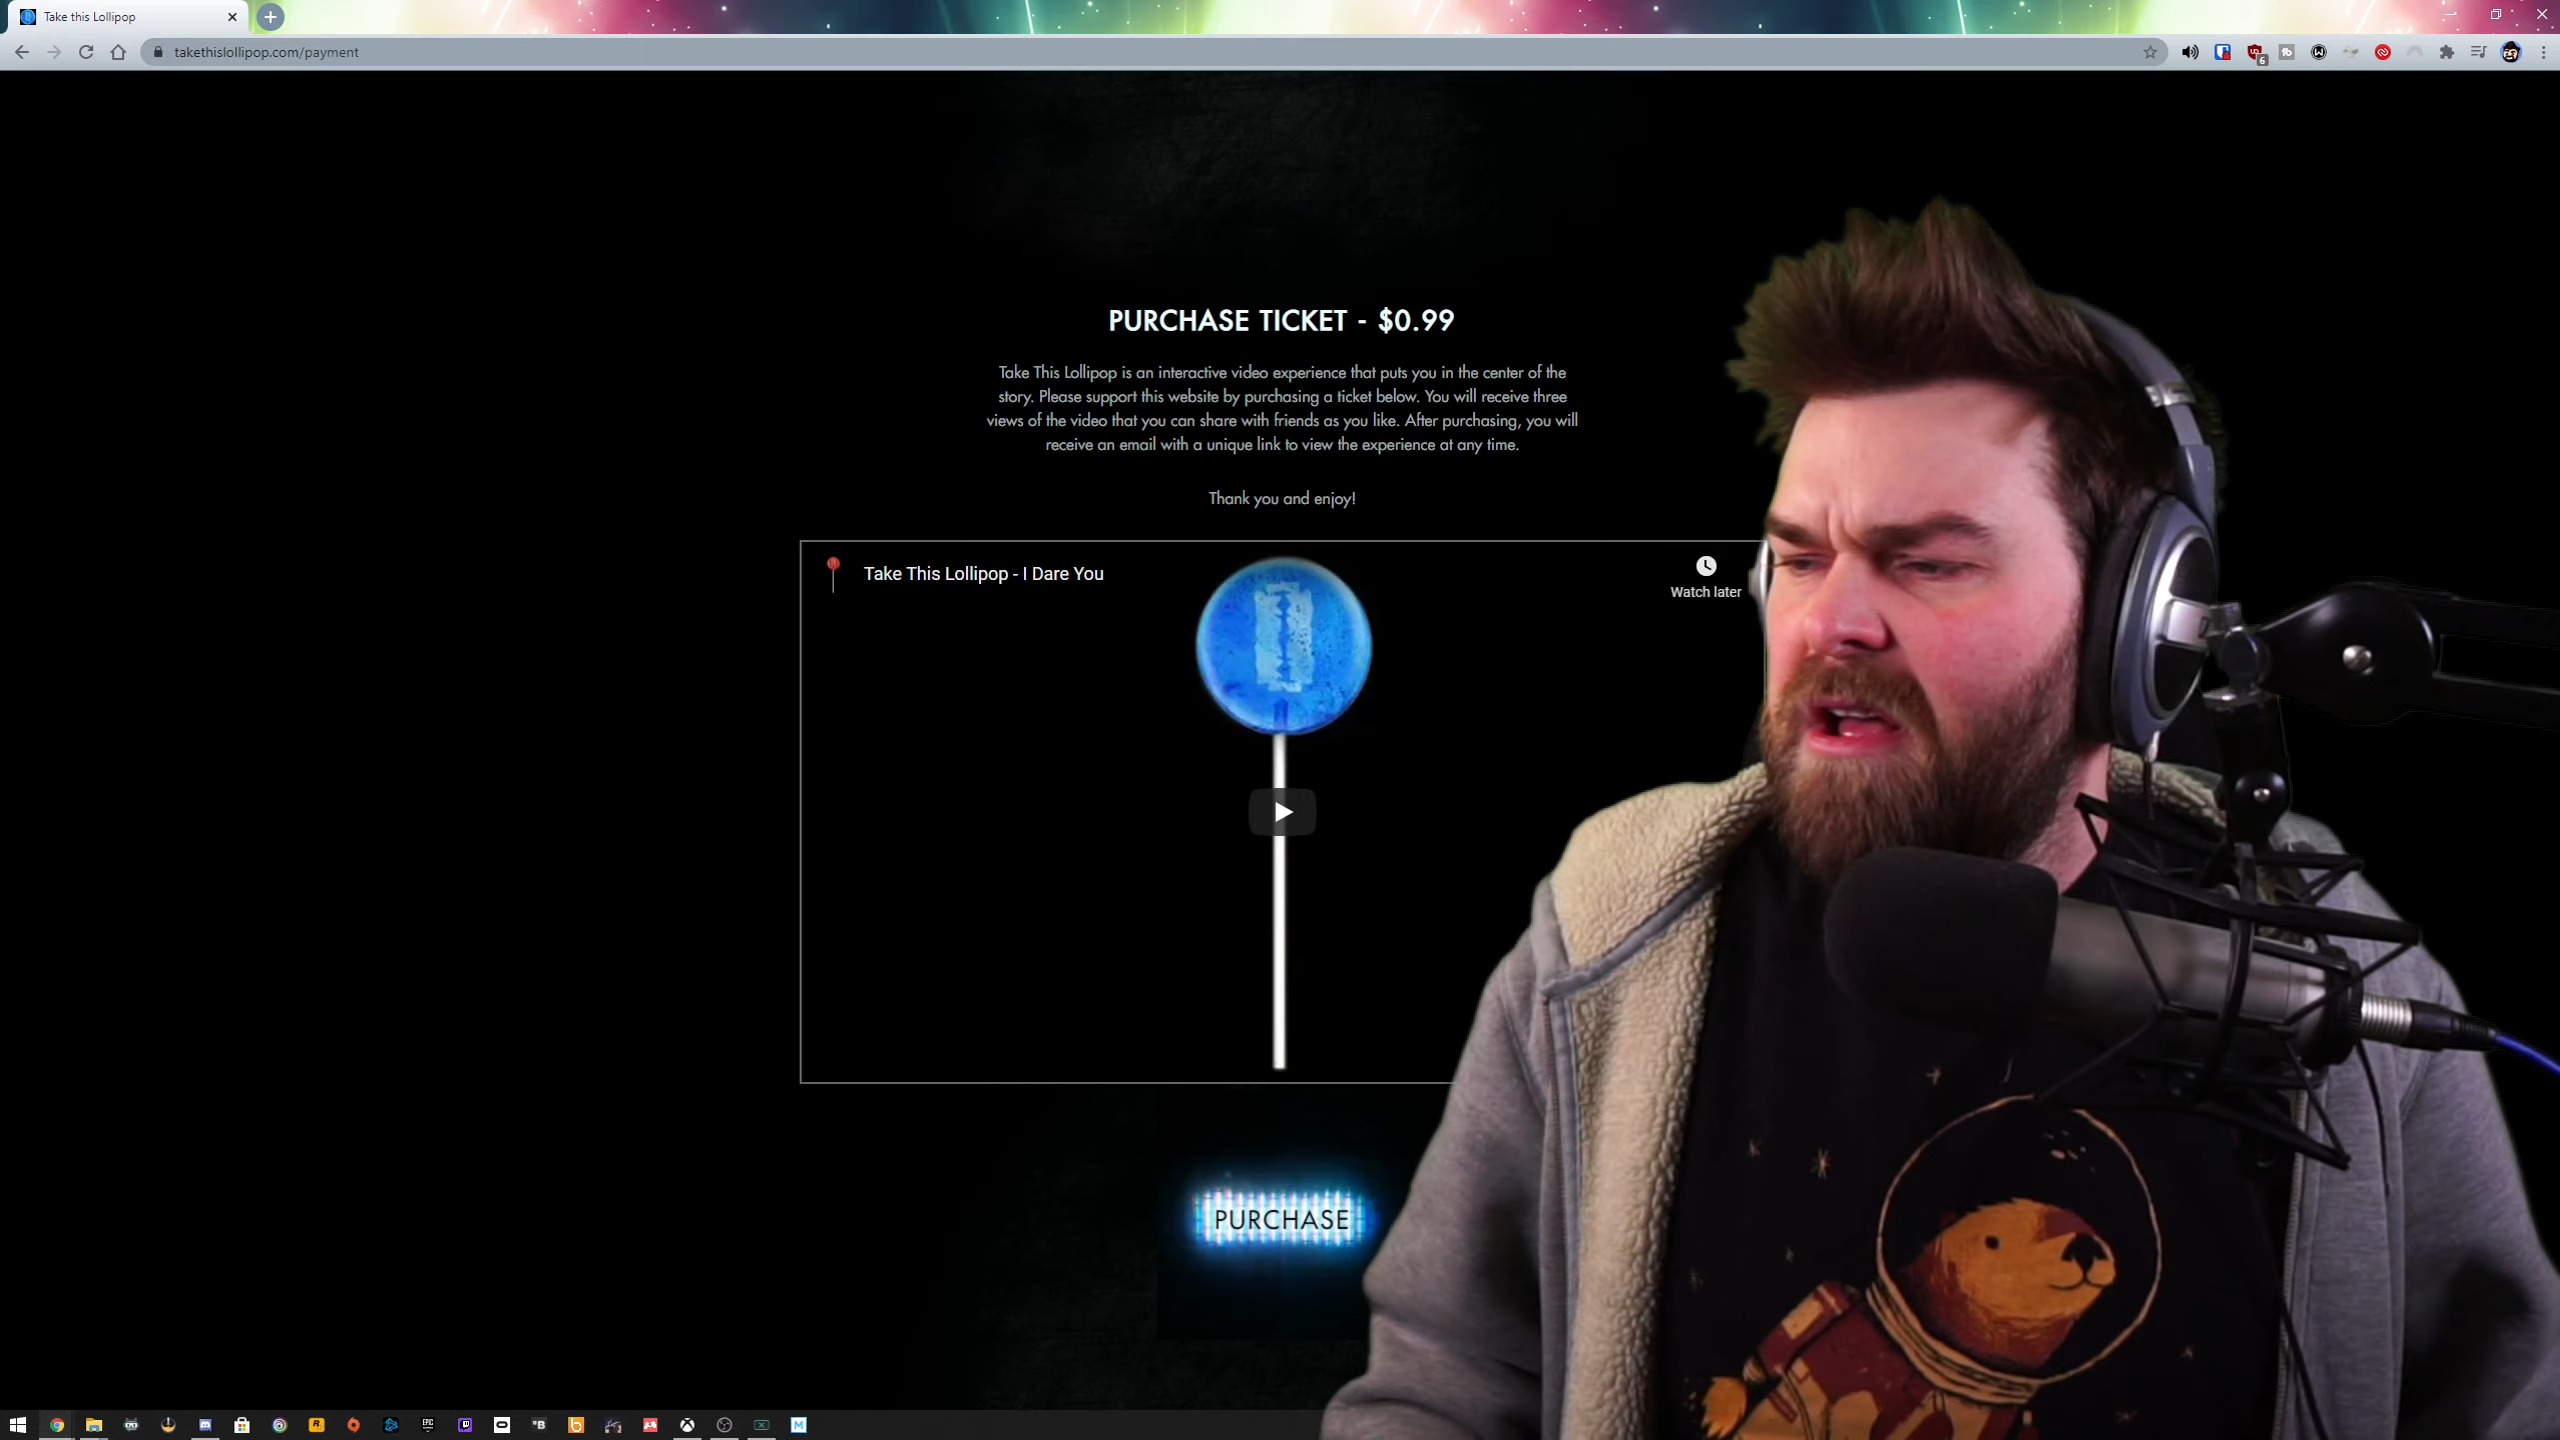 Take this Lollipop
takethislollipop.com/payment
6
PURCHASE TICKET - $0.99
Take This Lollipop is an interactive video experience that puts you in the center of the
story. Please support this website by purchasing a ticket below. You will receive three
views of the video that you can share with friends as you like. After purchasing, you will
receive an email with a unique link to view the experience at any time.
Thank you and enjoy!
Take This Lollipop - I Dare You
Watch later
PURCHASE